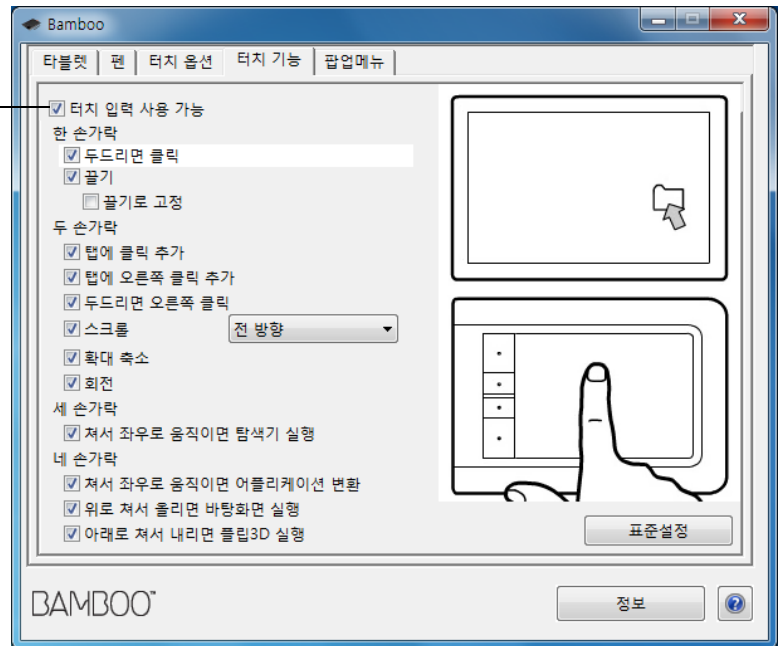 Bamboo
타블렛 펜 터치 옵션 터치 기능 팝업메뉴
터치 입력 사용 가능
한 손가락
두드리면 클릭
끌기
끌기로 고정
두 손가락
탭에 클릭 추가
탭에 오른쪽 클릭 추가
두드리면 오른쪽 클릭
스크롤 전 방향
확대 축소
회전
세 손가락
쳐서 좌우로 움직이면 탐색기 실행
네 손가락
쳐서 좌우로 움직이면 어플리케이션 변환
위로 쳐서 올리면 바탕화면 실행
아래로 쳐서 내리면 플립3D 실행
표준설정
BAMBOO™
정보